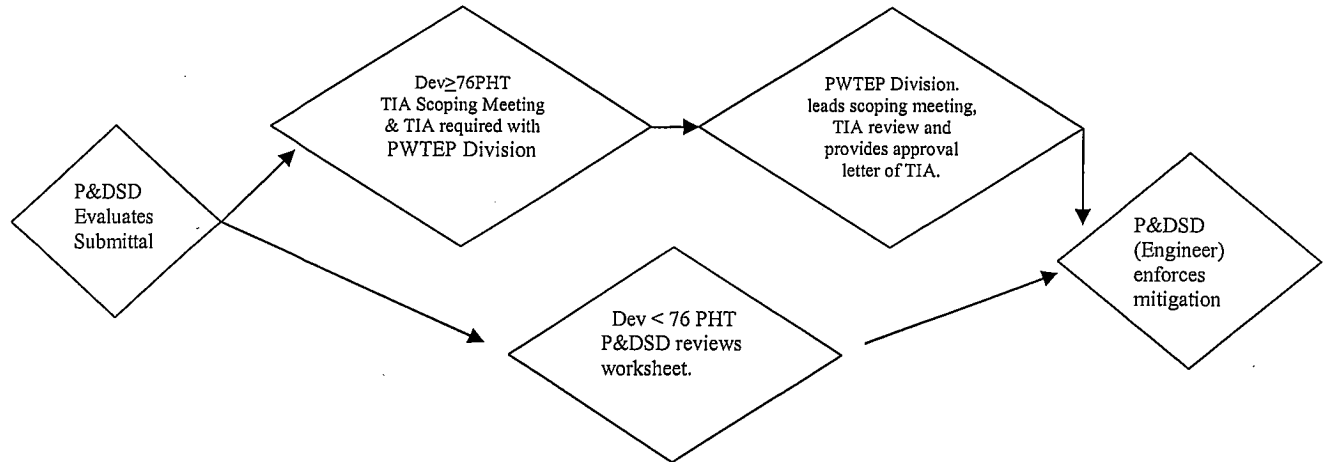 P&DSD
Evaluates
Submittal
Dev≥76PHT
TIA Scoping Meeting
& TIA required with
PWTEP Division
PWTEP Division.
leads scoping meeting,
TIA review and
provides approval
letter of TIA.
Dev < 76 PHT
P&DSD reviews
worksheet.
P&DSD
(Engineer)
enforces
mitigation